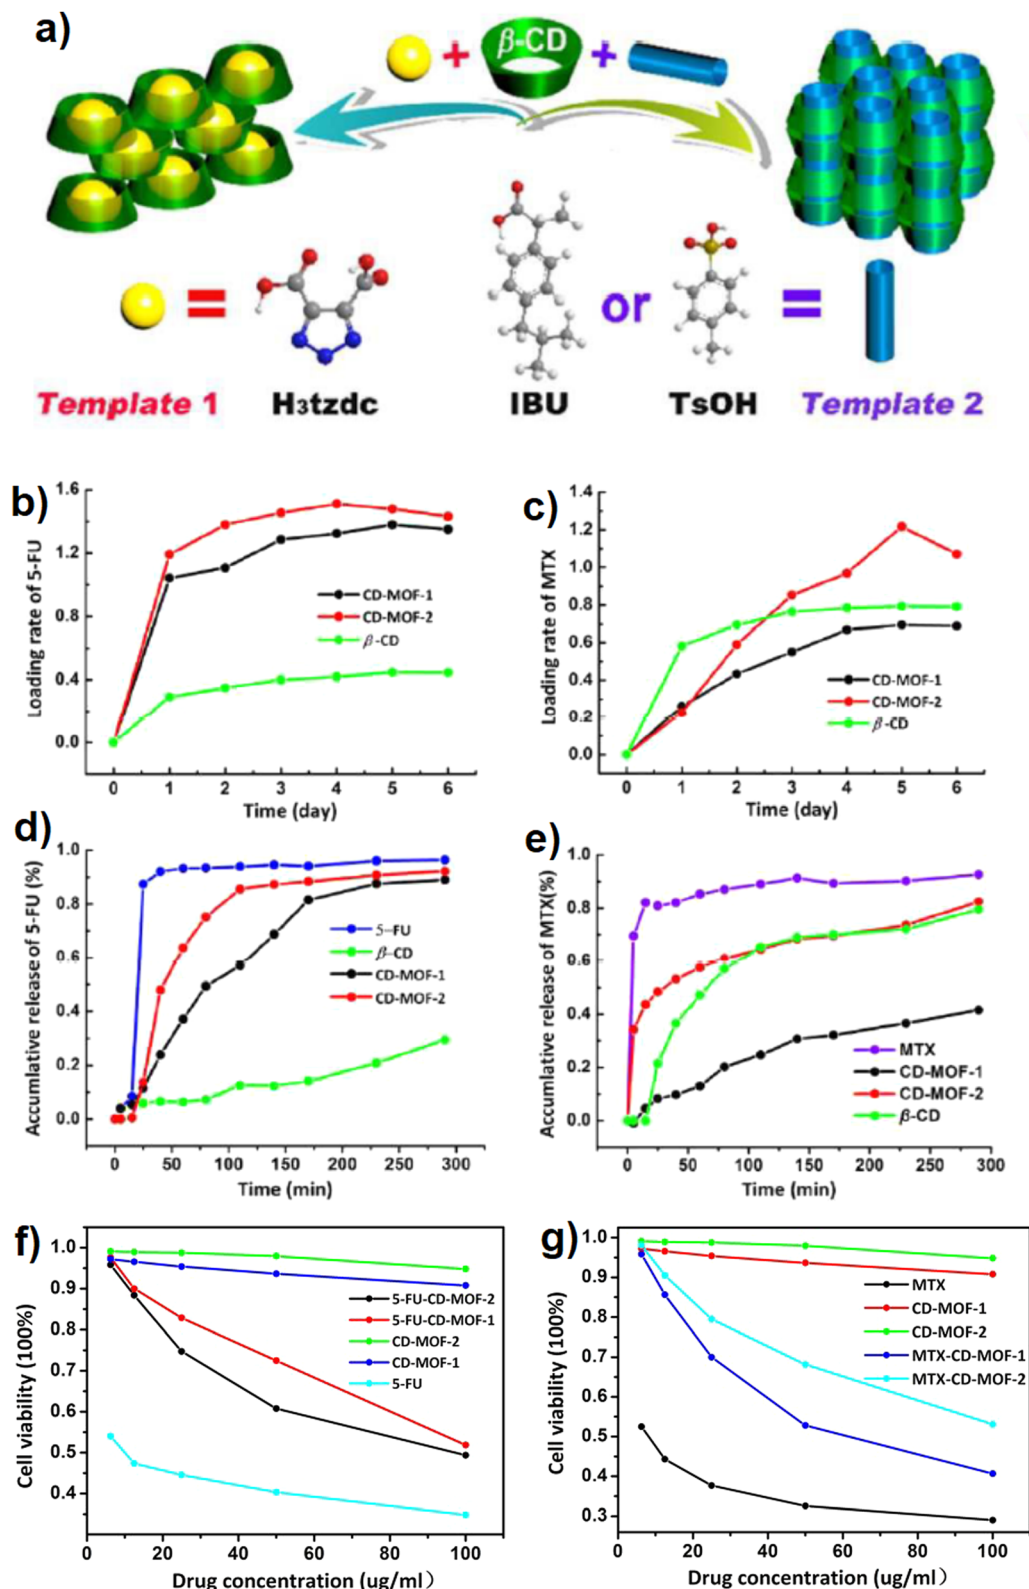 a)
β-CD
+
+
=
or
=
Template 1
H₃tzdc
IBU
TsOH
Template 2
b)
1.6
1.2
0.8
0.4
0.0
Loading rate of 5-FU
CD-MOF-1
CD-MOF-2
β-CD
0 1 2 3 4 5 6
Time (day)
c)
1.4
1.2
1.0
0.8
0.6
0.4
0.2
0.0
Loading rate of MTX
CD-MOF-1
CD-MOF-2
β-CD
0 1 2 3 4 5 6
Time (day)
d)
1.0
0.8
0.6
0.4
0.2
0.0
Accumlative release of 5-FU (%)
5-FU
β-CD
CD-MOF-1
CD-MOF-2
0 50 100 150 200 250 300
Time (min)
e)
1.0
0.8
0.6
0.4
0.2
0.0
Accumulative release of MTX(%)
MTX
CD-MOF-1
CD-MOF-2
β-CD
0 50 100 150 200 250 300
Time (min)
f)
1.0
0.9
0.8
0.7
0.6
0.5
0.4
Cell viability (100%)
5-FU-CD-MOF-2
5-FU-CD-MOF-1
CD-MOF-2
CD-MOF-1
5-FU
0 20 40 60 80 100
Drug concentration (ug/ml)
g)
1.0
0.9
0.8
0.7
0.6
0.5
0.4
0.3
Cell viability (100%)
MTX
CD-MOF-1
CD-MOF-2
MTX-CD-MOF-1
MTX-CD-MOF-2
0 20 40 60 80 100
Drug concentration (ug/ml)